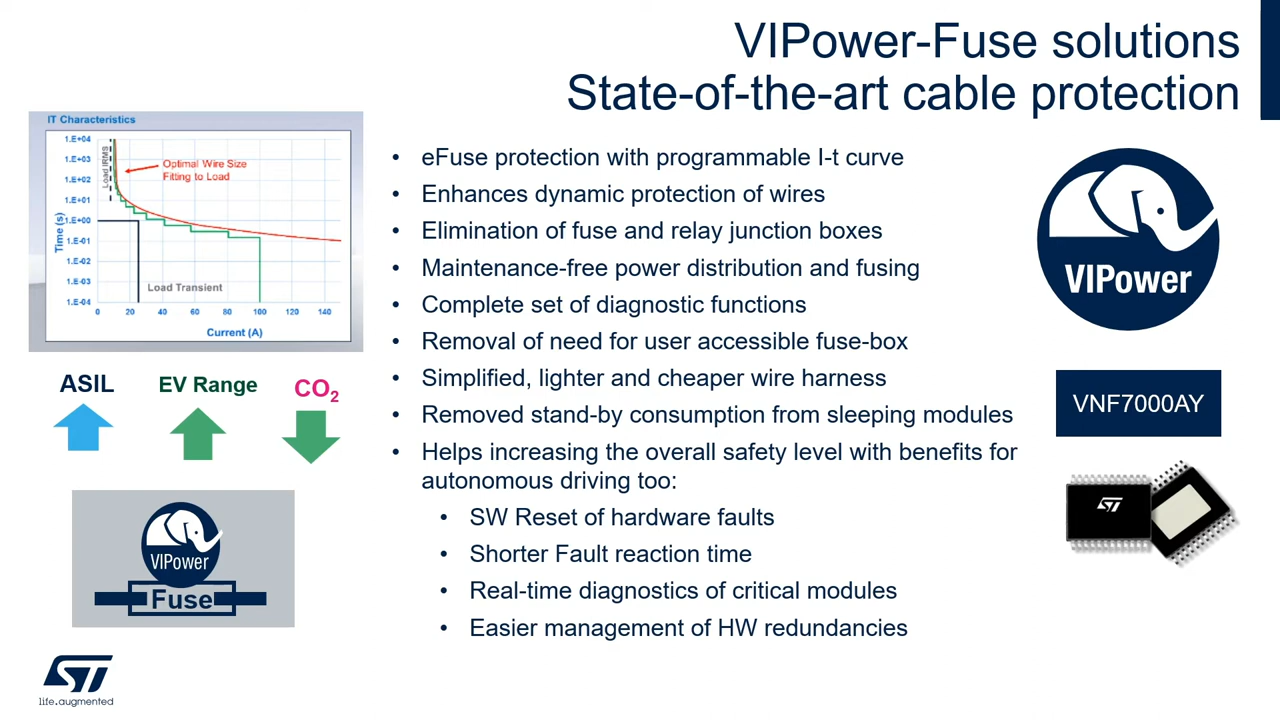 VIPower-Fuse solutions
State-of-the-art cable protection
IT Characteristics
1.E+04
1.E+03
1.E+02
1.E+01
1.E+00
1.E-01
1.E-02
1.E-03
1.E-04
Time (s)
Load IRMS
Optimal Wire Size
Fitting to Load
Load Transient
0 20 40 60 80 100 120 140
Current (A)
ASIL
EV Range
CO2
VIPower
Fuse
life.augmented
• eFuse protection with programmable I-t curve
• Enhances dynamic protection of wires
• Elimination of fuse and relay junction boxes
• Maintenance-free power distribution and fusing
• Complete set of diagnostic functions
• Removal of need for user accessible fuse-box
• Simplified, lighter and cheaper wire harness
• Removed stand-by consumption from sleeping modules
• Helps increasing the overall safety level with benefits for
autonomous driving too:
• SW Reset of hardware faults
• Shorter Fault reaction time
• Real-time diagnostics of critical modules
• Easier management of HW redundancies
VIPower
VNF7000AY
ST